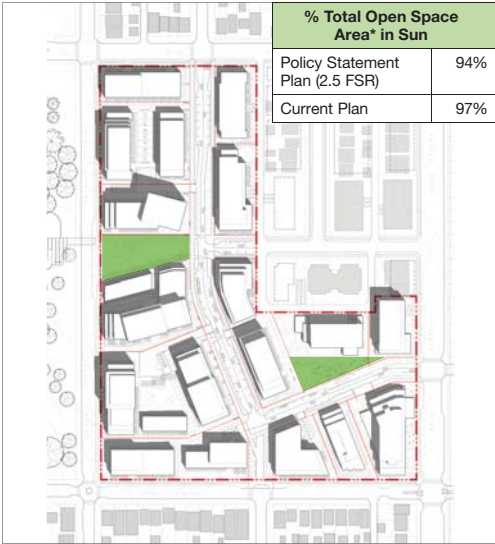 % Total Open Space
Area* in Sun
Policy Statement
Plan (2.5 FSR)
94%
Current Plan
97%